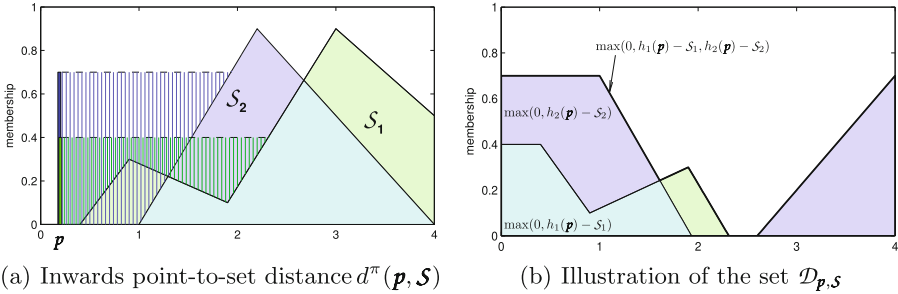 1
0.8
0.6
0.4
0.2
0
membership
0
1
2
3
4
p
S₂
S₁
(a) Inwards point-to-set distance d^π(p, S)
1
0.8
0.6
0.4
0.2
0
membership
0
1
2
3
4
max(0, h₁(p) − S₁, h₂(p) − S₂)
max(0, h₂(p) − S₂)
max(0, h₁(p) − S₁)
(b) Illustration of the set D_{p,S}